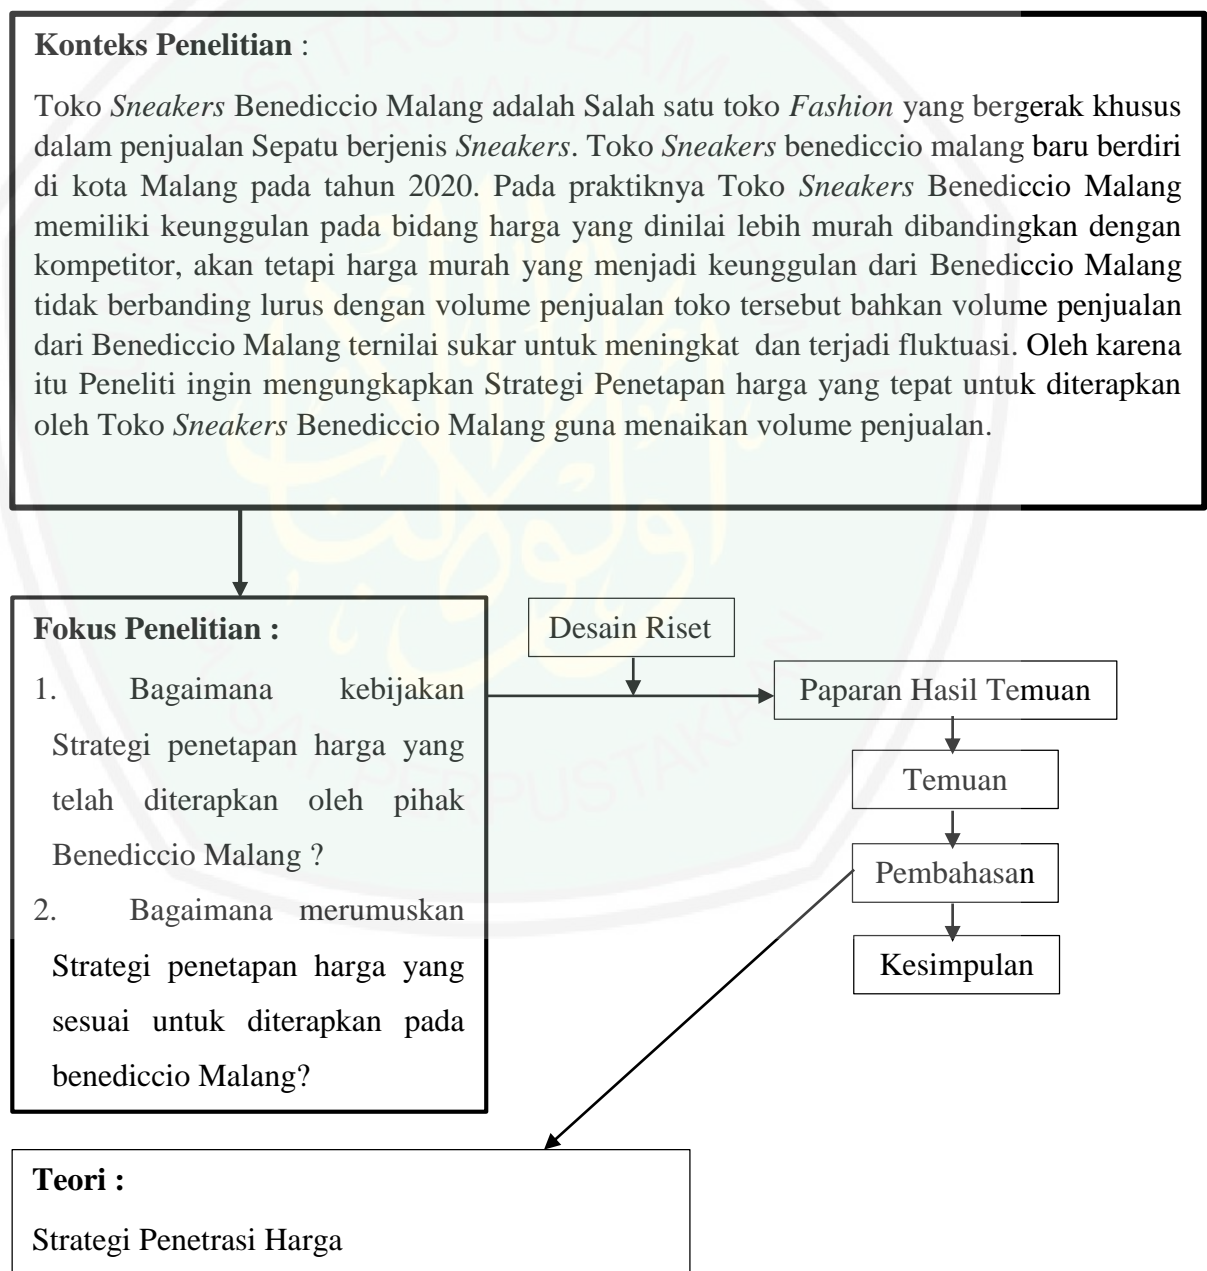 Konteks Penelitian :
Toko Sneakers Benediccio Malang adalah Salah satu toko Fashion yang bergerak khusus
dalam penjualan Sepatu berjenis Sneakers. Toko Sneakers benediccio malang baru berdiri
di kota Malang pada tahun 2020. Pada praktiknya Toko Sneakers Benediccio Malang
memiliki keunggulan pada bidang harga yang dinilai lebih murah dibandingkan dengan
kompetitor, akan tetapi harga murah yang menjadi keunggulan dari Benediccio Malang
tidak berbanding lurus dengan volume penjualan toko tersebut bahkan volume penjualan
dari Benediccio Malang ternilai sukar untuk meningkat dan terjadi fluktuasi. Oleh karena
itu Peneliti ingin mengungkapkan Strategi Penetapan harga yang tepat untuk diterapkan
oleh Toko Sneakers Benediccio Malang guna menaikan volume penjualan.
Fokus Penelitian :
1. Bagaimana kebijakan
Strategi penetapan harga yang
telah diterapkan oleh pihak
Benediccio Malang ?
2. Bagaimana merumuskan
Strategi penetapan harga yang
sesuai untuk diterapkan pada
benediccio Malang?
Desain Riset
Paparan Hasil Temuan
Temuan
Pembahasan
Kesimpulan
Teori :
Strategi Penetrasi Harga